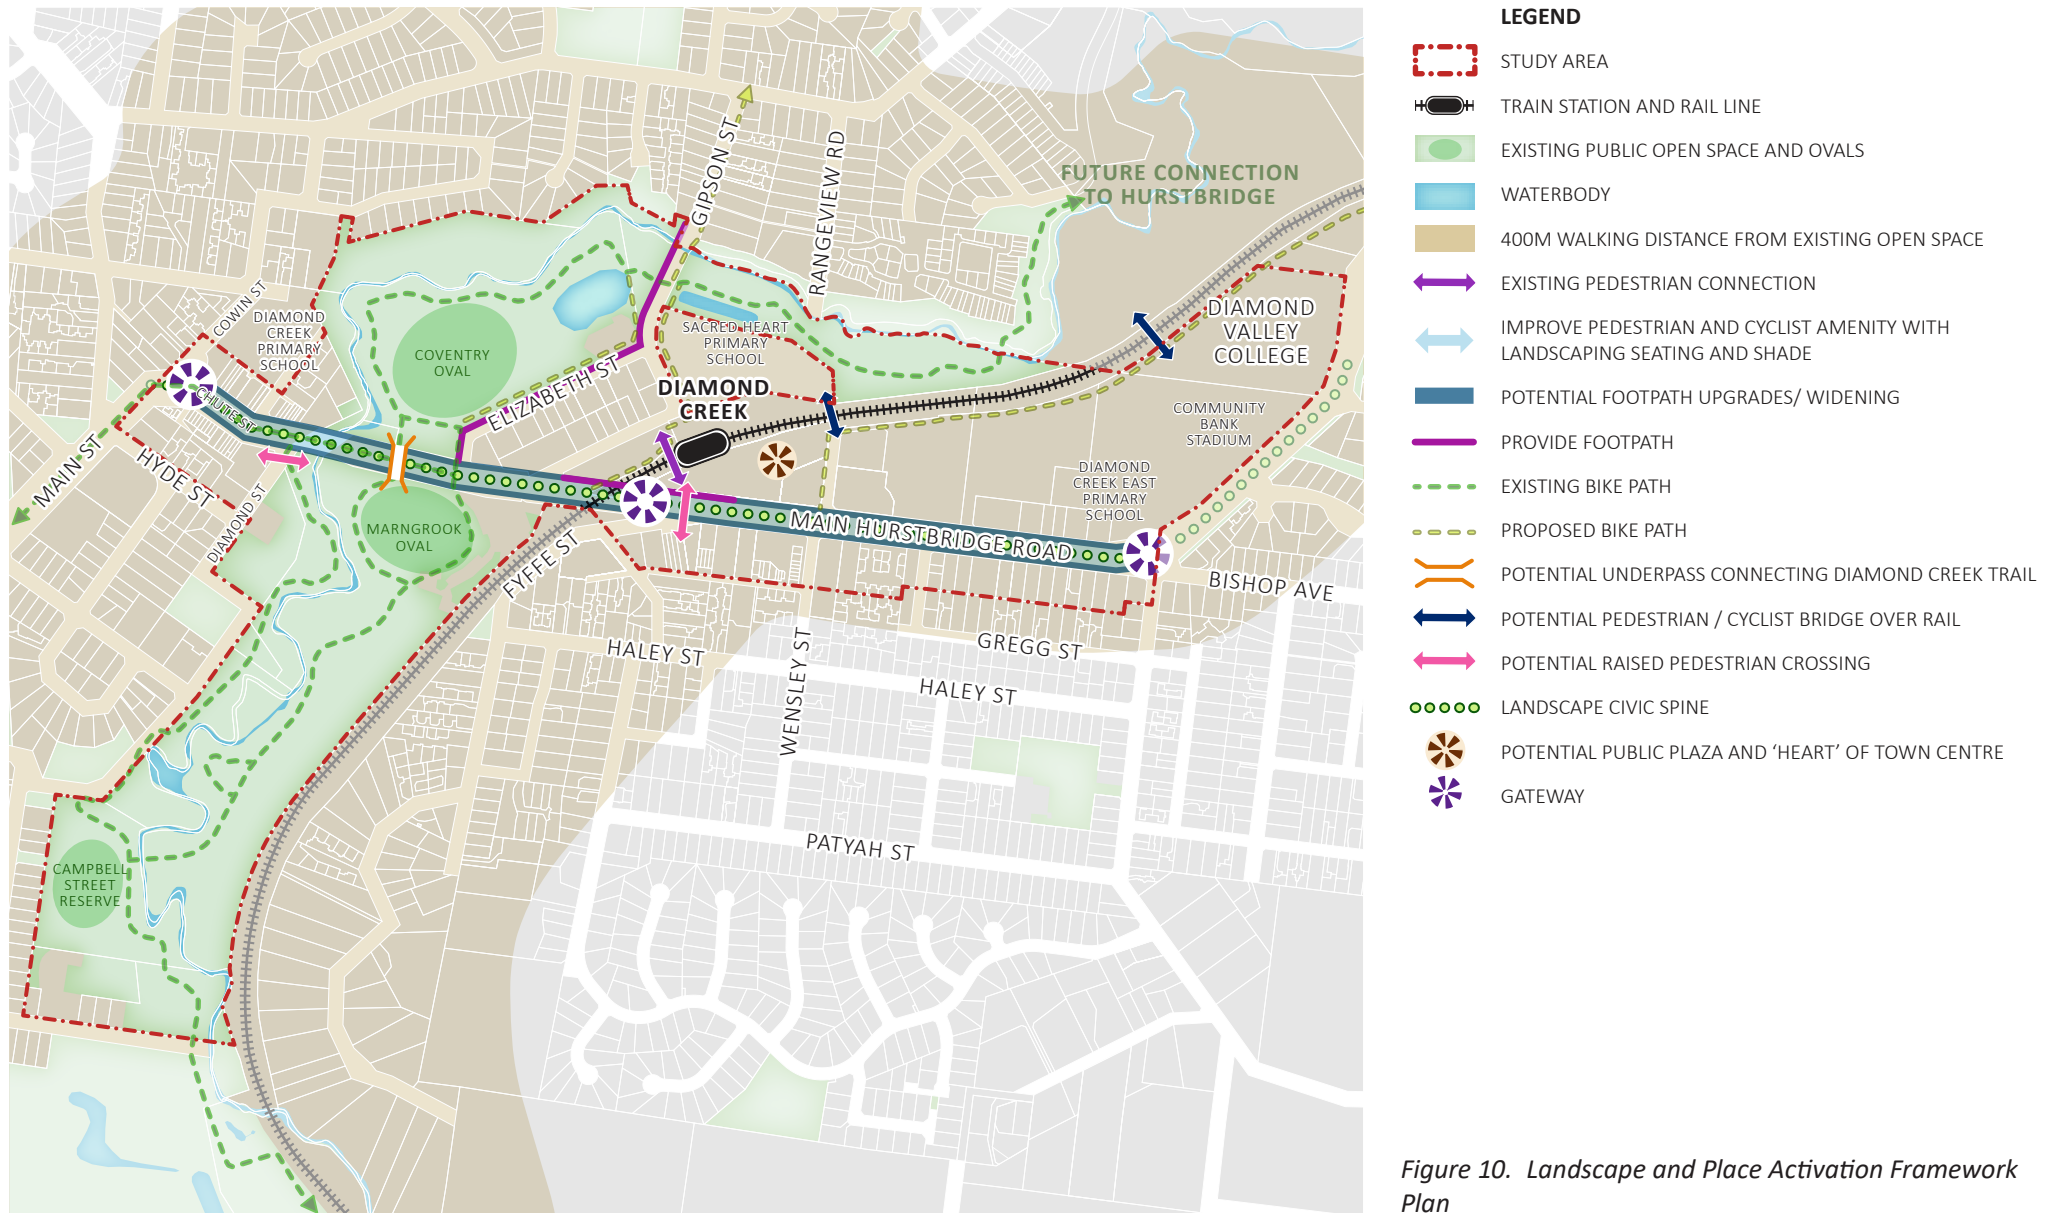 GIPSON ST
RANGEVIEW RD
FUTURE CONNECTION
TO HURSTBRIDGE
COWIN ST
DIAMOND
CREEK
PRIMARY
SCHOOL
COVENTRY
OVAL
SACRED HEART
PRIMARY
SCHOOL
DIAMOND
VALLEY
COLLEGE
ELIZABETH ST
DIAMOND
CREEK
CHUTE ST
COMMUNITY
BANK
STADIUM
MAIN ST
HYDE ST
DIAMOND ST
MARNGROOK
OVAL
DIAMOND
CREEK EAST
PRIMARY
SCHOOL
MAIN HURSTBRIDGE ROAD
FYFFE ST
BISHOP AVE
HALEY ST
WENSLEY ST
GREGG ST
HALEY ST
PATYAH ST
CAMPBELL
STREET
RESERVE
LEGEND
STUDY AREA
TRAIN STATION AND RAIL LINE
EXISTING PUBLIC OPEN SPACE AND OVALS
WATERBODY
400M WALKING DISTANCE FROM EXISTING OPEN SPACE
EXISTING PEDESTRIAN CONNECTION
IMPROVE PEDESTRIAN AND CYCLIST AMENITY WITH
LANDSCAPING SEATING AND SHADE
POTENTIAL FOOTPATH UPGRADES/ WIDENING
PROVIDE FOOTPATH
EXISTING BIKE PATH
PROPOSED BIKE PATH
POTENTIAL UNDERPASS CONNECTING DIAMOND CREEK TRAIL
POTENTIAL PEDESTRIAN / CYCLIST BRIDGE OVER RAIL
POTENTIAL RAISED PEDESTRIAN CROSSING
LANDSCAPE CIVIC SPINE
POTENTIAL PUBLIC PLAZA AND ‘HEART’ OF TOWN CENTRE
GATEWAY
Figure 10. Landscape and Place Activation Framework
Plan